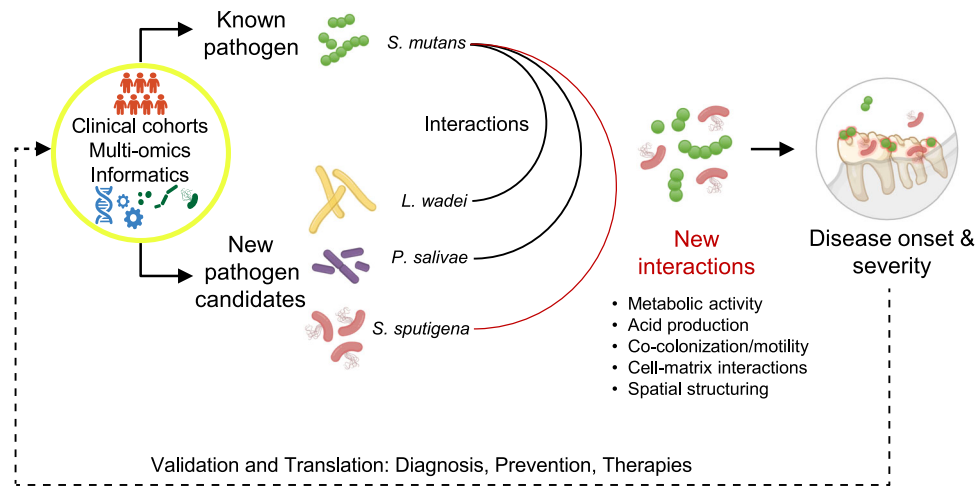 Known
pathogen
S. mutans
Clinical cohorts
Multi-omics
Informatics
Interactions
L. wadei
New
pathogen
candidates
P. salivae
S. sputigena
New
interactions
• Metabolic activity
• Acid production
• Co-colonization/motility
• Cell-matrix interactions
• Spatial structuring
Disease onset &
severity
Validation and Translation: Diagnosis, Prevention, Therapies